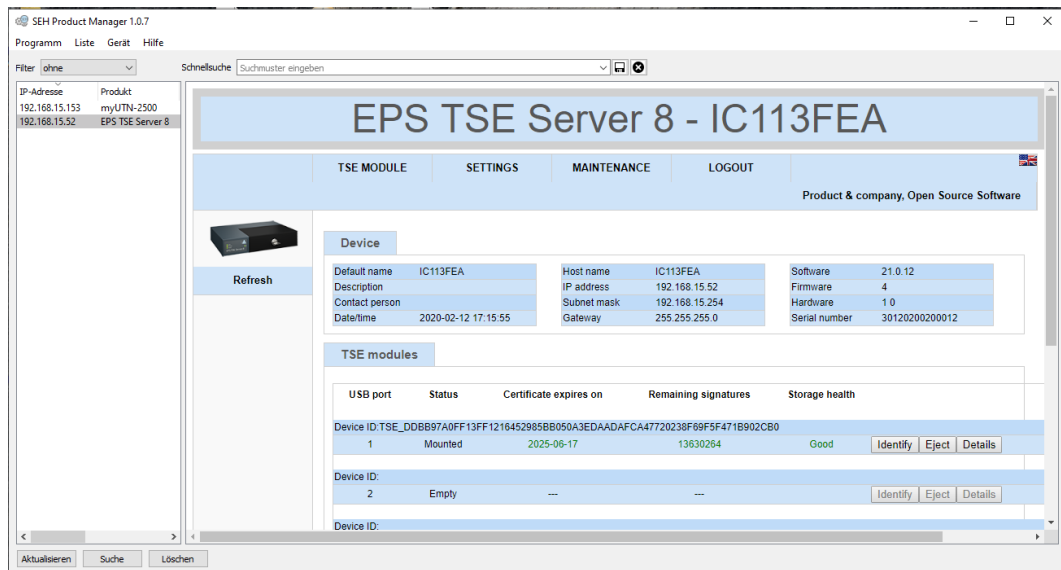 SEH Product Manager 1.0.7
Programm Liste Gerät Hilfe
Filter ohne Schnellsuche Suchmuster eingeben
IP-Adresse Produkt
192.168.15.153 myUTN-2500
192.168.15.52 EPS TSE Server 8
EPS TSE Server 8 - IC113FEA
TSE MODULE SETTINGS MAINTENANCE LOGOUT
Product & company, Open Source Software
Refresh
Device
Default name IC113FEA Host name IC113FEA Software 21.0.12
Description IP address 192.168.15.52 Firmware 4
Contact person Subnet mask 192.168.15.254 Hardware 1 0
Date/time 2020-02-12 17:15:55 Gateway 255.255.255.0 Serial number 30120200200012
TSE modules
USB port Status Certificate expires on Remaining signatures Storage health
Device ID:TSE_DDBB97A0FF13FF1216452985BB050A3EDAADAFCA47720238F69F5F471B902CB0
1 Mounted 2025-06-17 13630264 Good Identify Eject Details
Device ID:
2 Empty --- --- Identify Eject Details
Device ID:
Aktualisieren Suche Löschen